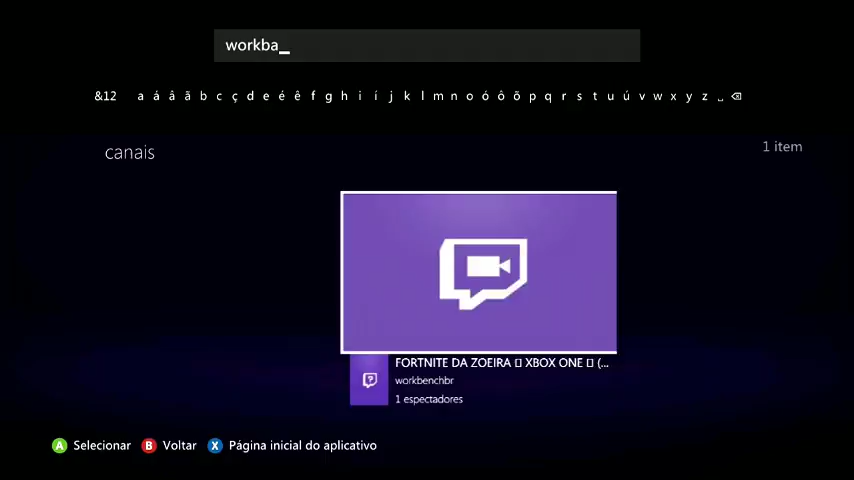 workba_
&12 a á â ã b c ç d e é ê f g h i í j k l m n o ó ô õ p q r s t u ú v w x y z ␣ ⌫
canais
1 item
FORTNITE DA ZOEIRA ▯ XBOX ONE ▯ (...
workbenchbr
1 espectadores
A Selecionar B Voltar X Página inicial do aplicativo